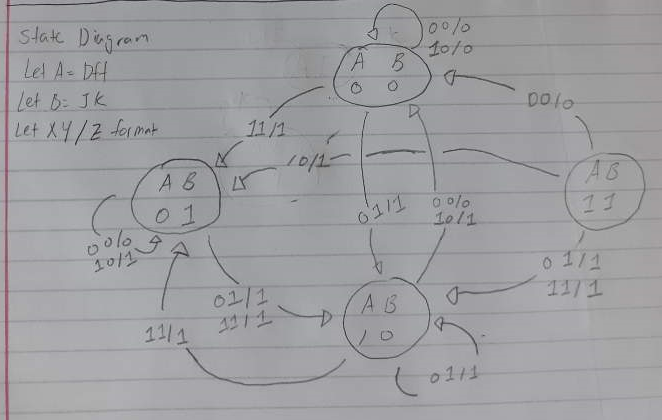 State Diagram
Let A = Dff
Let B = JK
Let XY/Z format
00/0
10/0
A B
0 0
00/0
11/1
10/1
A B
1 1
A B
0 1
01/1
00/0
10/1
00/0
10/1
01/1
11/1
01/1
11/1
A B
1 0
11/1
01/1